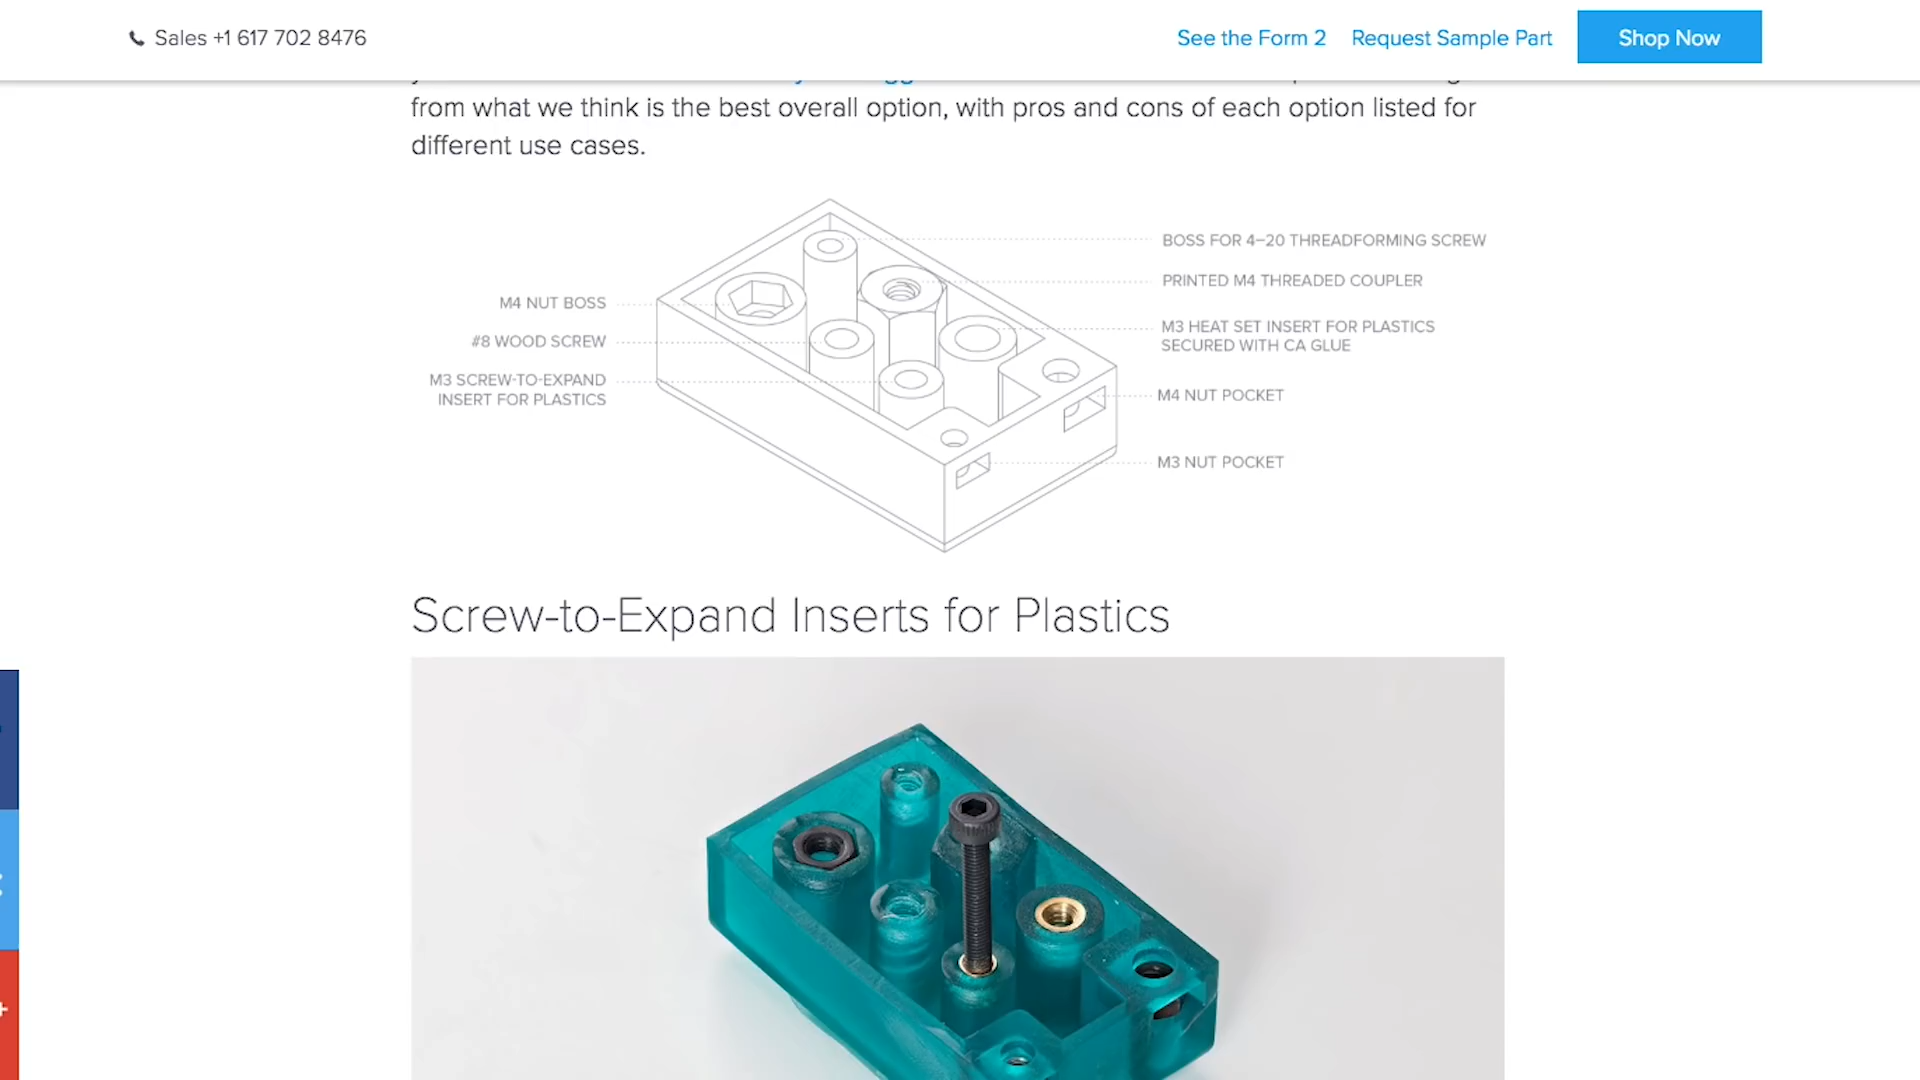 Sales +1 617 702 8476
See the Form 2
Request Sample Part
Shop Now
from what we think is the best overall option, with pros and cons of each option listed for
different use cases.
BOSS FOR 4–20 THREADFORMING SCREW
PRINTED M4 THREADED COUPLER
M4 NUT BOSS
M3 HEAT SET INSERT FOR PLASTICS
SECURED WITH CA GLUE
#8 WOOD SCREW
M3 SCREW-TO-EXPAND
INSERT FOR PLASTICS
M4 NUT POCKET
M3 NUT POCKET
Screw-to-Expand Inserts for Plastics